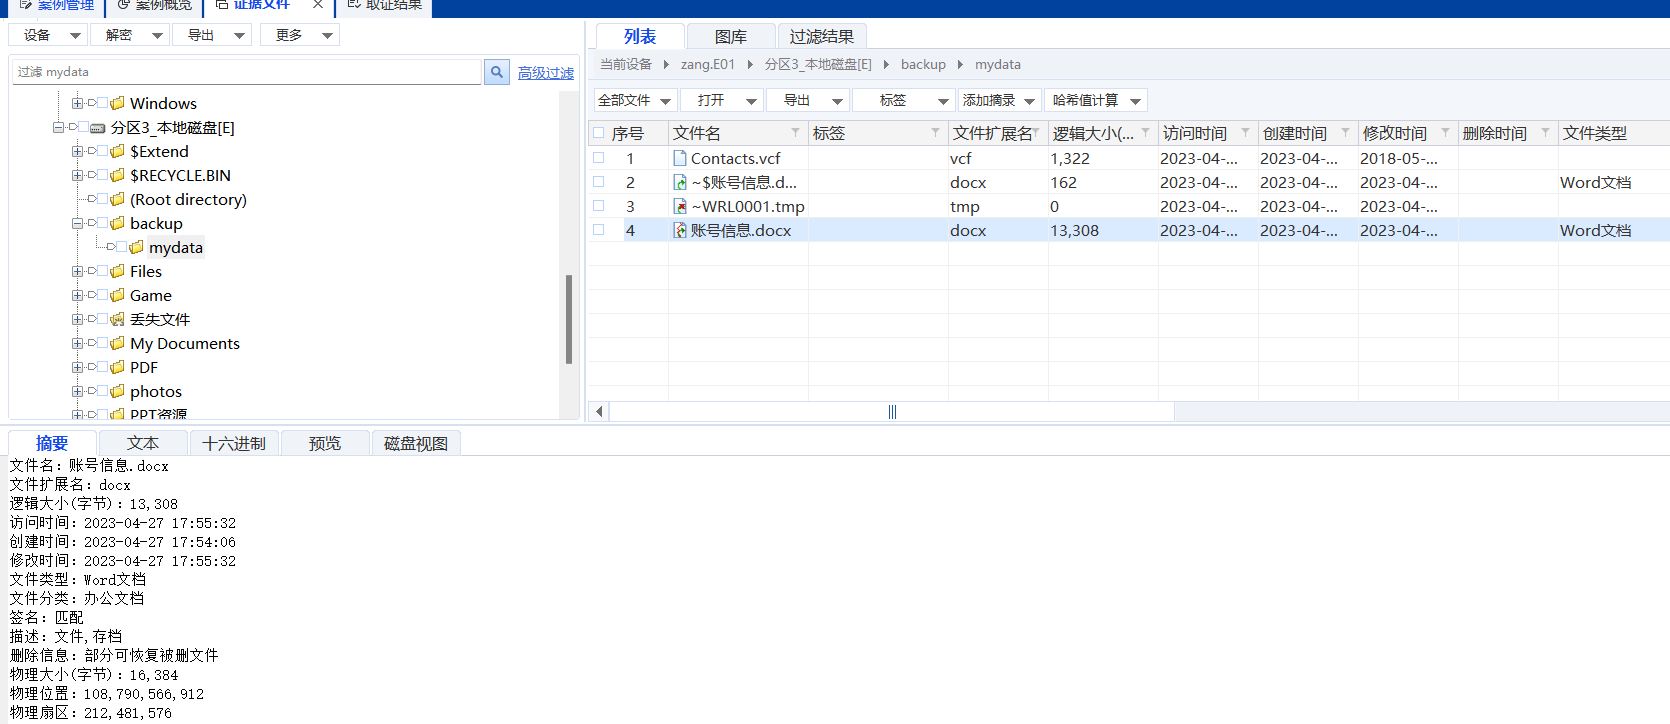 案例管理 案例概览 证据文件 取证结果
设备 解密 导出 更多
过滤 mydata 高级过滤
Windows
分区3_本地磁盘[E]
$Extend
$RECYCLE.BIN
(Root directory)
backup
mydata
Files
Game
丢失文件
My Documents
PDF
photos
PPT资源
列表 图库 过滤结果
当前设备 zang.E01 分区3_本地磁盘[E] backup mydata
全部文件 打开 导出 标签 添加摘录 哈希值计算
序号 文件名 标签 文件扩展名 逻辑大小(... 访问时间 创建时间 修改时间 删除时间 文件类型
1 Contacts.vcf vcf 1,322 2023-04-... 2023-04-... 2018-05-...
2 ~$账号信息.d... docx 162 2023-04-... 2023-04-... 2023-04-... Word文档
3 ~WRL0001.tmp tmp 0 2023-04-... 2023-04-... 2023-04-...
4 账号信息.docx docx 13,308 2023-04-... 2023-04-... 2023-04-... Word文档
摘要 文本 十六进制 预览 磁盘视图
文件名: 账号信息.docx
文件扩展名: docx
逻辑大小(字节): 13,308
访问时间: 2023-04-27 17:55:32
创建时间: 2023-04-27 17:54:06
修改时间: 2023-04-27 17:55:32
文件类型: Word文档
文件分类: 办公文档
签名: 匹配
描述: 文件,存档
删除信息: 部分可恢复被删文件
物理大小(字节): 16,384
物理位置: 108,790,566,912
物理扇区: 212,481,576